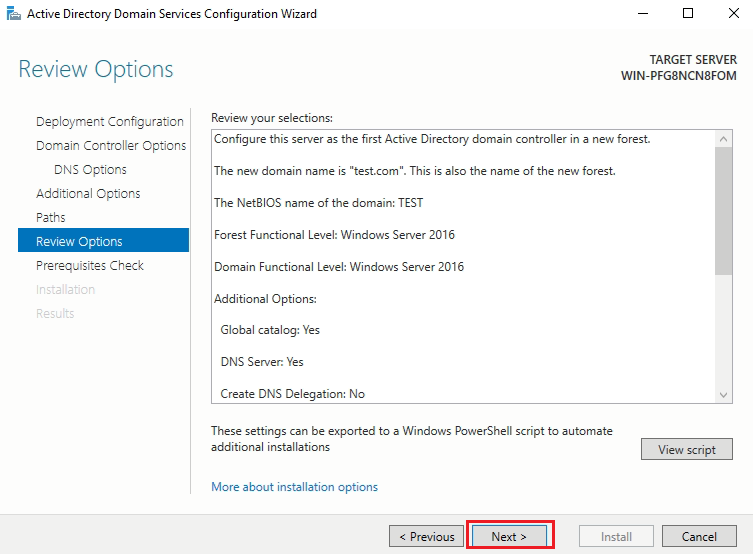 Active Directory Domain Services Configuration Wizard
Review Options
TARGET SERVER
WIN-PFG8NCN8FOM
Deployment Configuration
Domain Controller Options
DNS Options
Additional Options
Paths
Review Options
Prerequisites Check
Installation
Results
Review your selections:
Configure this server as the first Active Directory domain controller in a new forest.
The new domain name is "test.com". This is also the name of the new forest.
The NetBIOS name of the domain: TEST
Forest Functional Level: Windows Server 2016
Domain Functional Level: Windows Server 2016
Additional Options:
Global catalog: Yes
DNS Server: Yes
Create DNS Delegation: No
These settings can be exported to a Windows PowerShell script to automate
additional installations
View script
More about installation options
< Previous
Next >
Install
Cancel